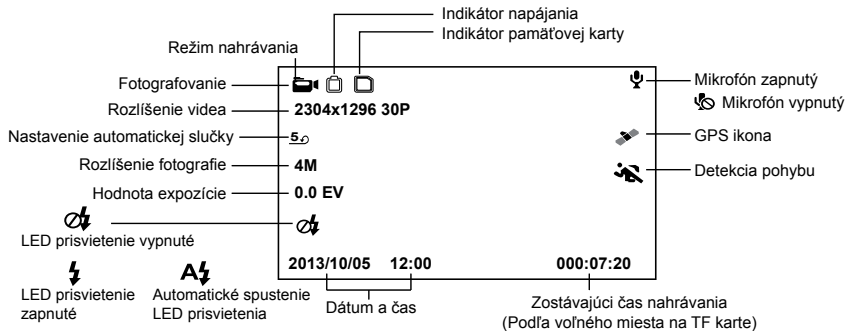 Indikátor napájania
Indikátor pamäťovej karty
Režim nahrávania
Fotografovanie
Mikrofón zapnutý
Mikrofón vypnutý
Rozlíšenie videa
2304x1296 30P
Nastavenie automatickej slučky
5
GPS ikona
Rozlíšenie fotografie
4M
Detekcia pohybu
Hodnota expozície
0.0 EV
LED prisvietenie vypnuté
A
LED prisvietenie
zapnuté
Automatické spustenie
LED prisvietenia
2013/10/05 12:00
000:07:20
Dátum a čas
Zostávajúci čas nahrávania
(Podľa voľného miesta na TF karte)